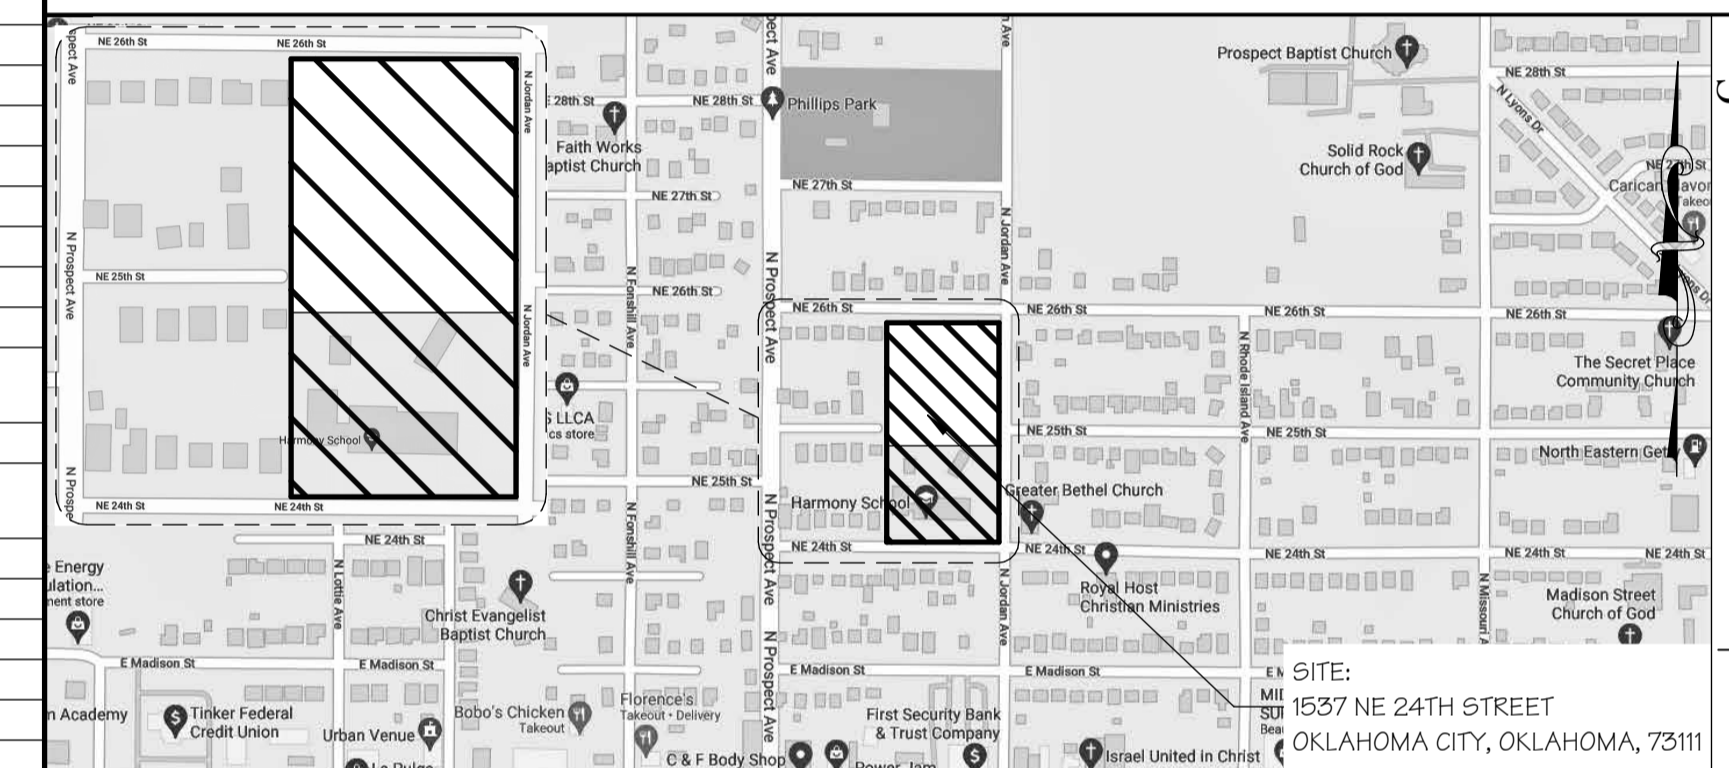 NE 26th St
NE 26th St
N Jordan Ave
N Prospect Ave
NE 25th St
N Jordan Ave
Harmony School
NE 24th St
NE 24th St
NE 28th St
Faith Works
NE 27th St
N Fonshill Ave
NE 26th St
LLCA
NE 25th St
N Fonshill Ave
NE 24th St
N Lottie Ave
Energy
Christ Evangelist
Baptist Church
E Madison St
E Madison St
Academy
Tinker Federal
Credit Union
Urban Venue
Bobo's Chicken
Takeout
Florence's
Takeout • Delivery
C & F Body Shop
Phillips Park
NE 27th St
N Jordan Ave
N Prospect Ave
NE 26th St
Harmony School
NE 24th St
N Prospect Ave
N Jordan Ave
N Prospect Ave
E Madison St
First Security Bank
& Trust Company
Prospect Baptist Church
Solid Rock
Church of God
NE 28th St
N Lyons Dr
NE 27th St
NE 26th St
NE 26th St
NE 26th St
N Rhode Island Ave
The Secret Place
Community Church
NE 25th St
NE 25th St
North Eastern
Greater Bethel Church
NE 24th St
NE 24th St
NE 24th St
NE 24th St
Royal Host
Christian Ministries
N Missouri
Madison Street
Church of God
E Madison St
Israel United in Christ
SITE:
1537 NE 24TH STREET
OKLAHOMA CITY, OKLAHOMA, 73111